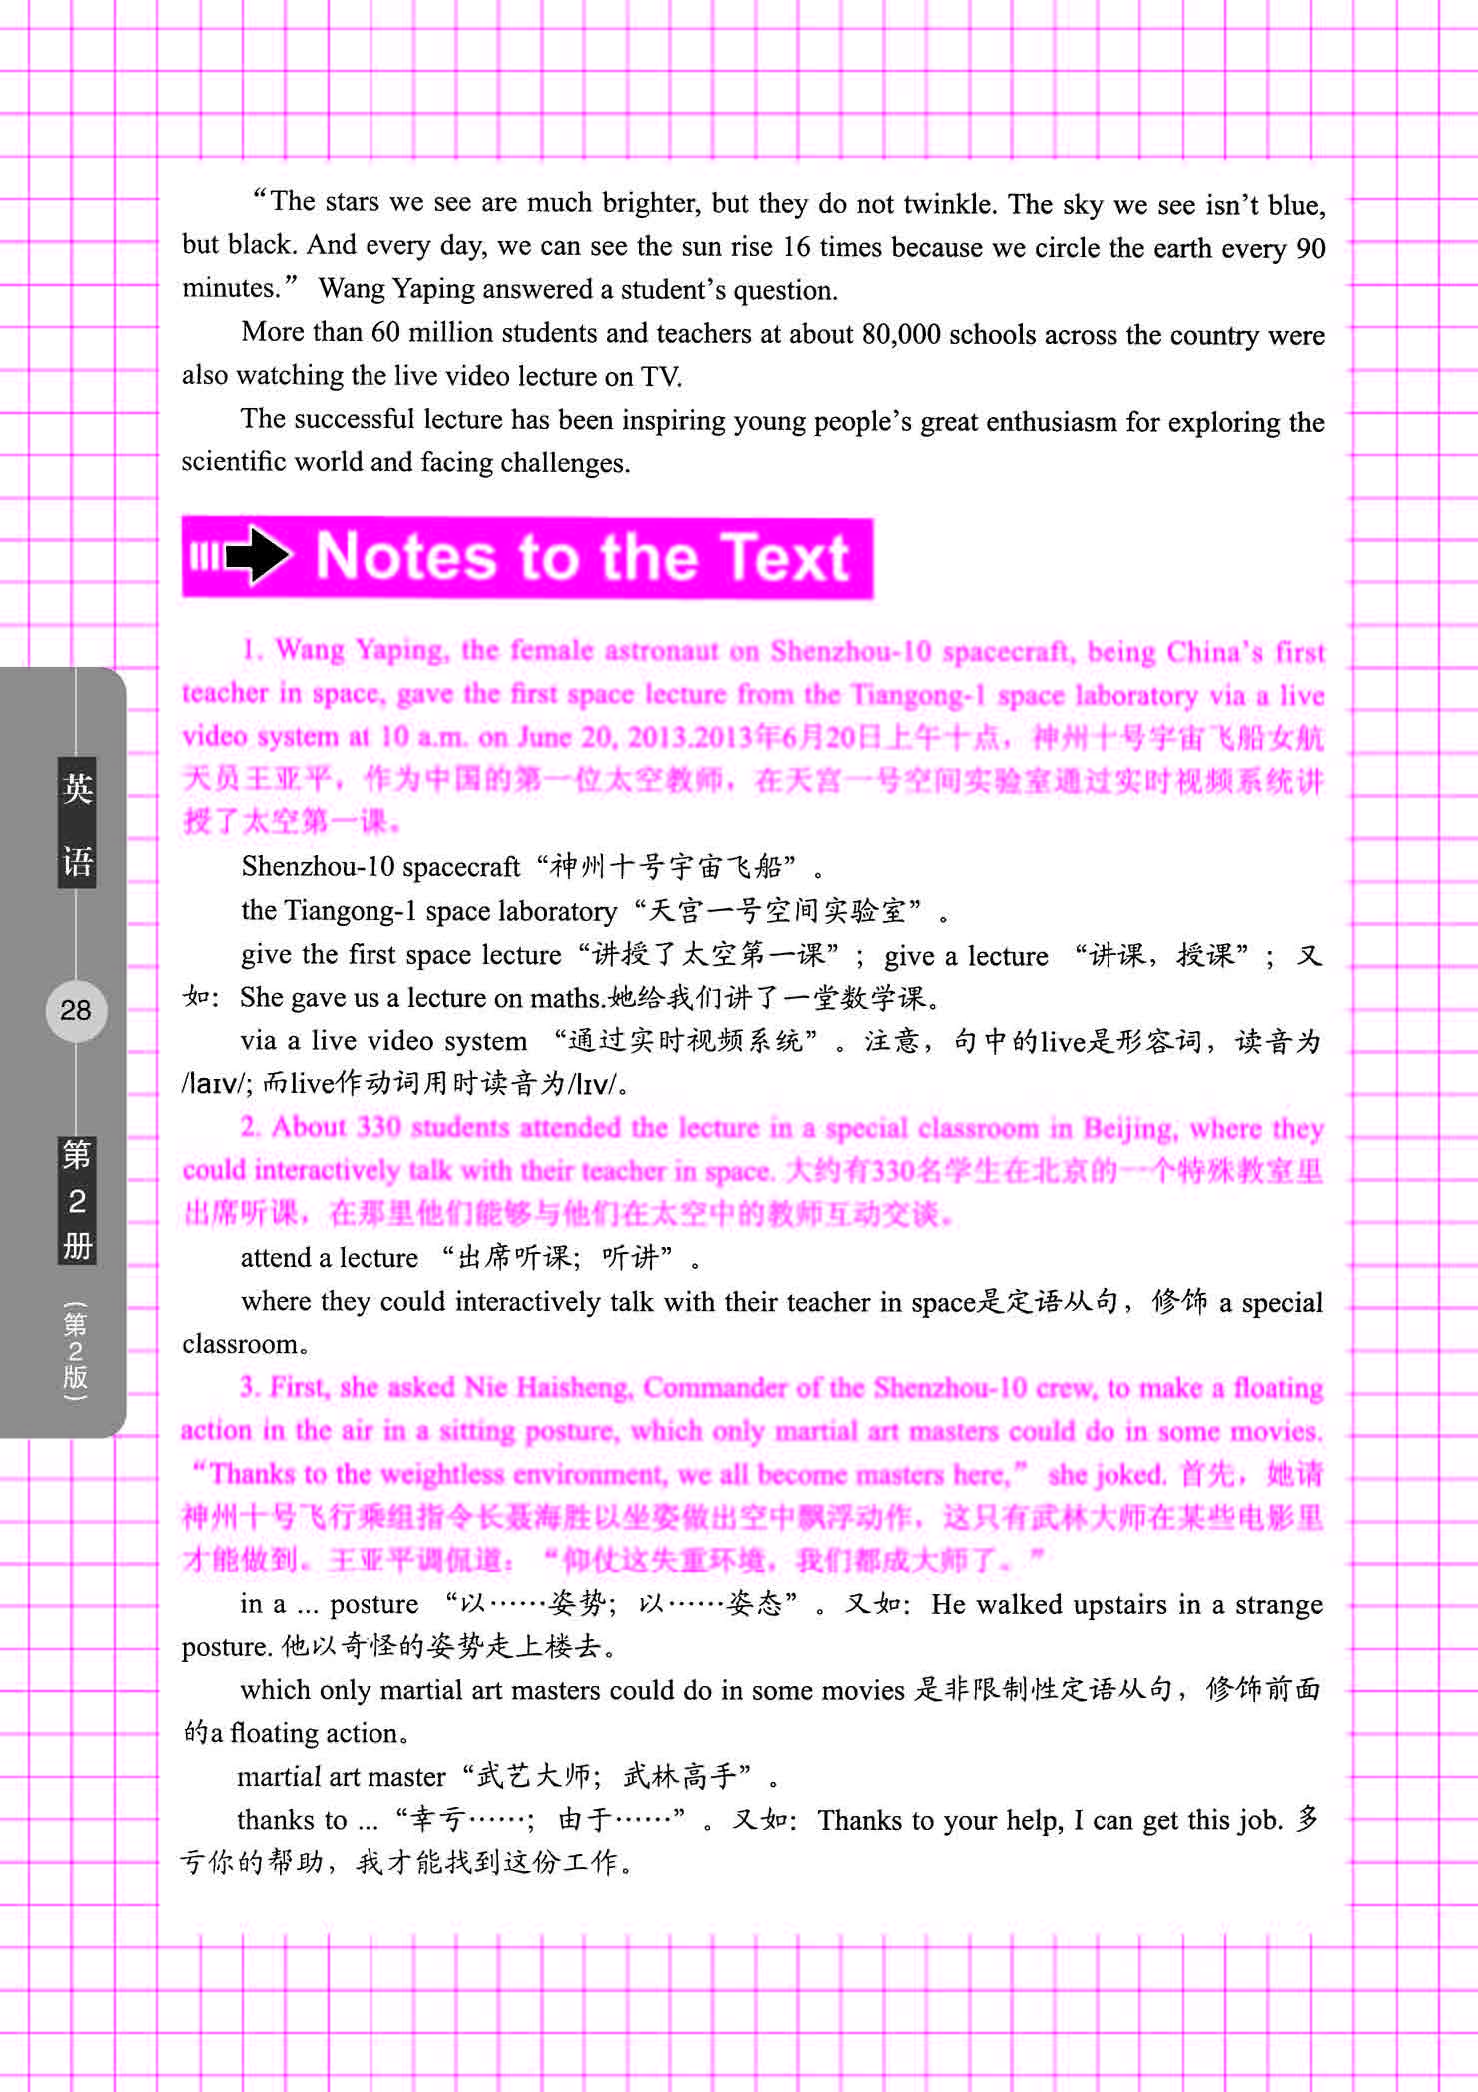 “The stars we see are much brighter, but they do not twinkle. The sky we see isn’t blue,
but black. And every day, we can see the sun rise 16 times because we circle the earth every 90
minutes.” Wang Yaping answered a student’s question.
More than 60 million students and teachers at about 80,000 schools across the country were
also watching the live video lecture on TV.
The successful lecture has been inspiring young people’s great enthusiasm for exploring the
scientific world and facing challenges.
Notes to the Text
1. Wang Yaping, the female astronaut on Shenzhou-10 spacecraft, being China’s first
teacher in space, gave the first space lecture from the Tiangong-1 space laboratory via a live
video system at 10 a.m. on June 20, 2013.2013年6月20日上午十点，神州十号宇宙飞船女航
天员王亚平，作为中国的第一位太空教师，在天宫一号空间实验室通过实时视频系统讲
授了太空第一课。
Shenzhou-10 spacecraft“神州十号宇宙飞船”。
the Tiangong-1 space laboratory“天宫一号空间实验室”。
give the first space lecture“讲授了太空第一课”；give a lecture “讲课，授课”；又
如：She gave us a lecture on maths.她给我们讲了一堂数学课。
via a live video system “通过实时视频系统”。注意，句中的live是形容词，读音为
/laɪv/; 而live作动词用时读音为/lɪv/。
2. About 330 students attended the lecture in a special classroom in Beijing, where they
could interactively talk with their teacher in space. 大约有330名学生在北京的一个特殊教室里
出席听课，在那里他们能够与他们在太空中的教师互动交谈。
attend a lecture “出席听课；听讲”。
where they could interactively talk with their teacher in space是定语从句，修饰 a special
classroom。
3. First, she asked Nie Haisheng, Commander of the Shenzhou-10 crew, to make a floating
action in the air in a sitting posture, which only martial art masters could do in some movies.
“Thanks to the weightless environment, we all become masters here,” she joked. 首先，她请
神州十号飞行乘组指令长聂海胜以坐姿做出空中飘浮动作，这只有武林大师在某些电影里
才能做到。王亚平调侃道：“仰仗这失重环境，我们都成大师了。”
in a ... posture “以……姿势；以……姿态”。又如：He walked upstairs in a strange
posture. 他以奇怪的姿势走上楼去。
which only martial art masters could do in some movies 是非限制性定语从句，修饰前面
的a floating action。
martial art master“武艺大师；武林高手”。
thanks to ...“幸亏……；由于……”。又如：Thanks to your help, I can get this job. 多
亏你的帮助，我才能找到这份工作。
英语
28
第2册
（第2版）